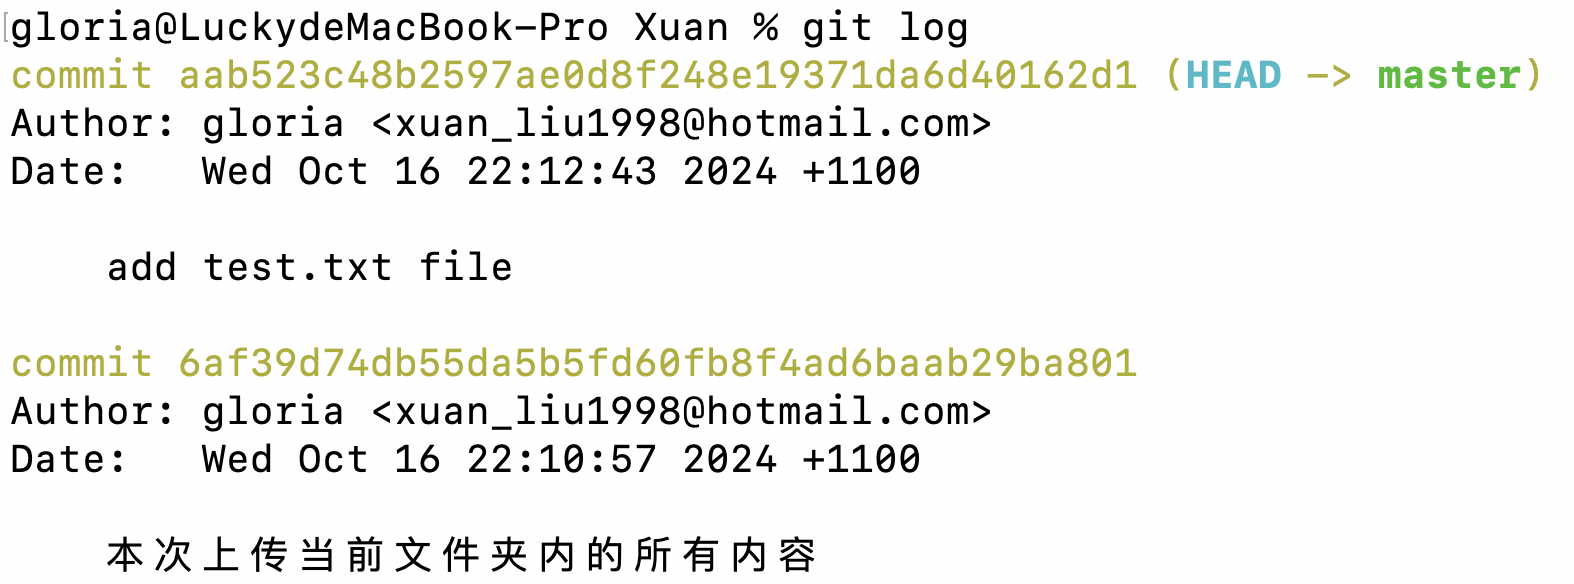 gloria@LuckydeMacBook-Pro Xuan % git log
commit aab523c48b2597ae0d8f248e19371da6d40162d1 (HEAD -> master)
Author: gloria <xuan_liu1998@hotmail.com>
Date:   Wed Oct 16 22:12:43 2024 +1100
add test.txt file
commit 6af39d74db55da5b5fd60fb8f4ad6baab29ba801
Author: gloria <xuan_liu1998@hotmail.com>
Date:   Wed Oct 16 22:10:57 2024 +1100
本次上传当前文件夹内的所有内容